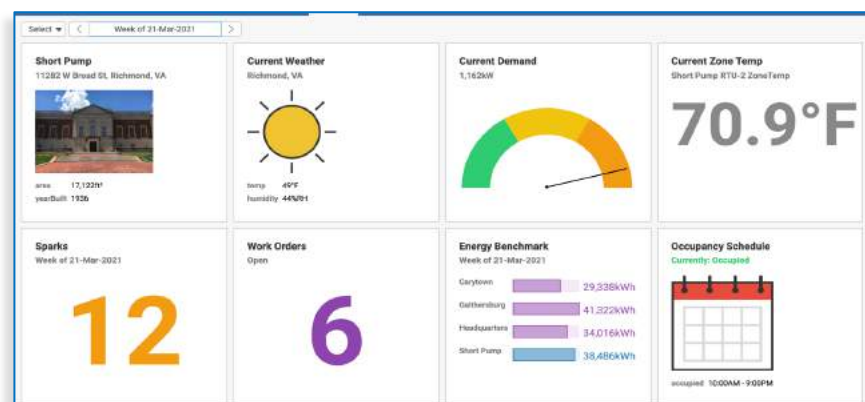 Select
Week of 21-Mar-2021
Short Pump
11282 W Broad St, Richmond, VA
area 17,122ft²
yearBuilt 1936
Current Weather
Richmond, VA
temp 49°F
humidity 44%RH
Current Demand
1,162kW
Current Zone Temp
Short Pump RTU-2 ZoneTemp
70.9°F
Sparks
Week of 21-Mar-2021
12
Work Orders
Open
6
Energy Benchmark
Week of 21-Mar-2021
Carytown 29,338kWh
Gaithersburg 41,322kWh
Headquarters 34,016kWh
Short Pump 38,486kWh
Occupancy Schedule
Currently: Occupied
occupied 10:00AM - 9:00PM